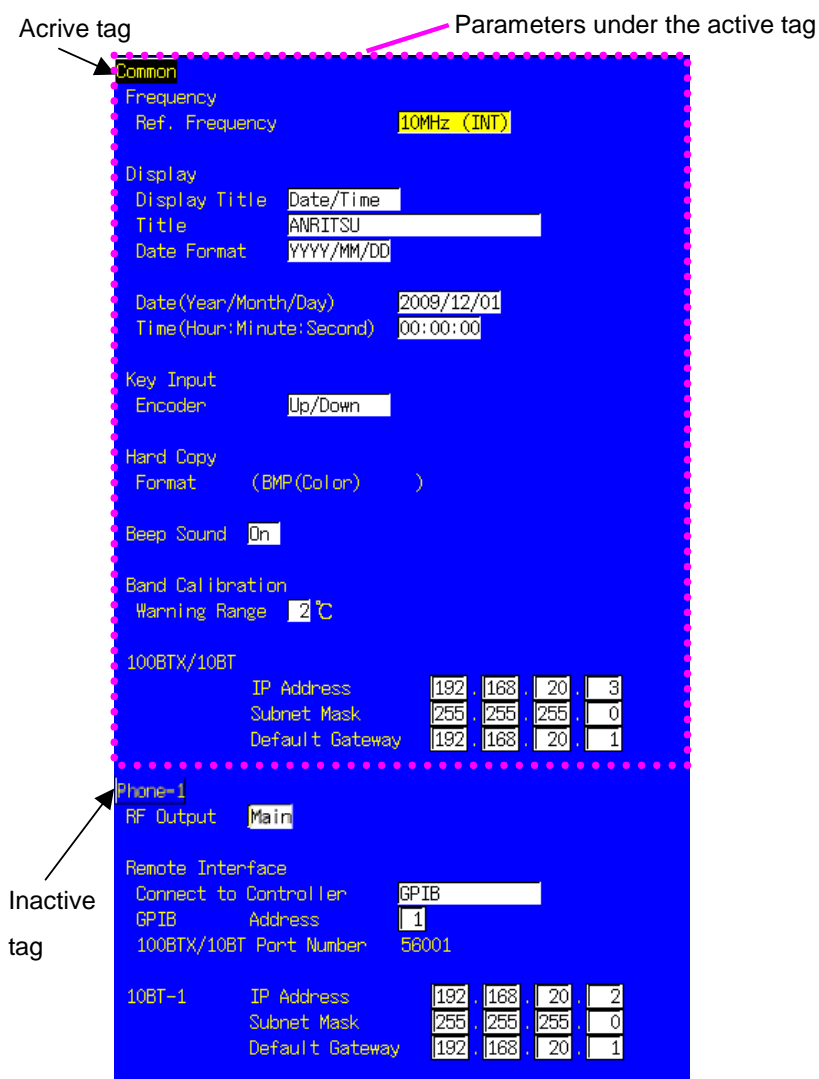 Acrive tag
Parameters under the active tag
Common
Frequency
Ref. Frequency 10MHz (INT)
Display
Display Title Date/Time
Title ANRITSU
Date Format YYYY/MM/DD
Date(Year/Month/Day) 2009/12/01
Time(Hour:Minute:Second) 00:00:00
Key Input
Encoder Up/Down
Hard Copy
Format (BMP(Color) )
Beep Sound On
Band Calibration
Warning Range 2 ℃
100BTX/10BT
IP Address 192 . 168 . 20 . 3
Subnet Mask 255 . 255 . 255 . 0
Default Gateway 192 . 168 . 20 . 1
Phone-1
RF Output Main
Remote Interface
Connect to Controller GPIB
GPIB Address 1
100BTX/10BT Port Number 56001
10BT-1 IP Address 192 . 168 . 20 . 2
Subnet Mask 255 . 255 . 255 . 0
Default Gateway 192 . 168 . 20 . 1
Inactive
tag